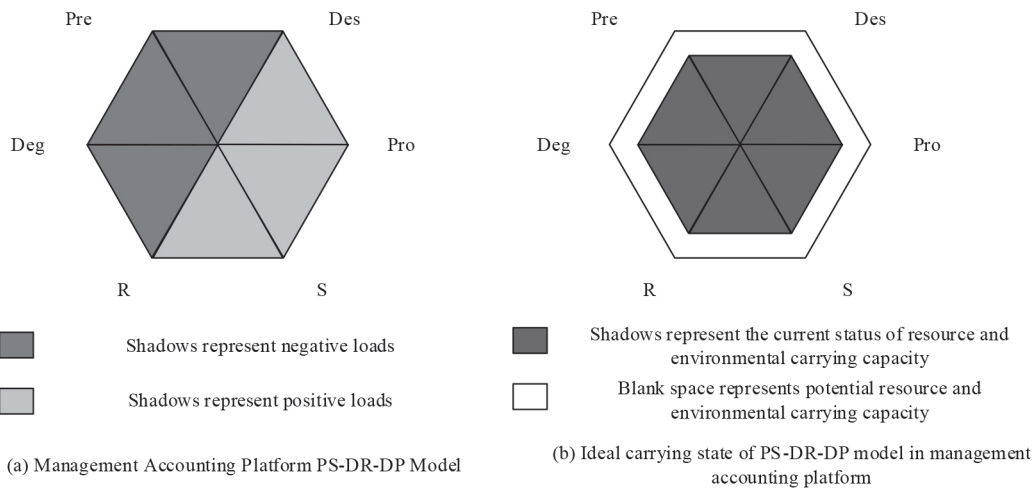 Pre
Des
Deg
Pro
R
S
Shadows represent negative loads
Shadows represent positive loads
(a) Management Accounting Platform PS-DR-DP Model
Pre
Des
Deg
Pro
R
S
Shadows represent the current status of resource and
environmental carrying capacity
Blank space represents potential resource and
environmental carrying capacity
(b) Ideal carrying state of PS-DR-DP model in management
accounting platform